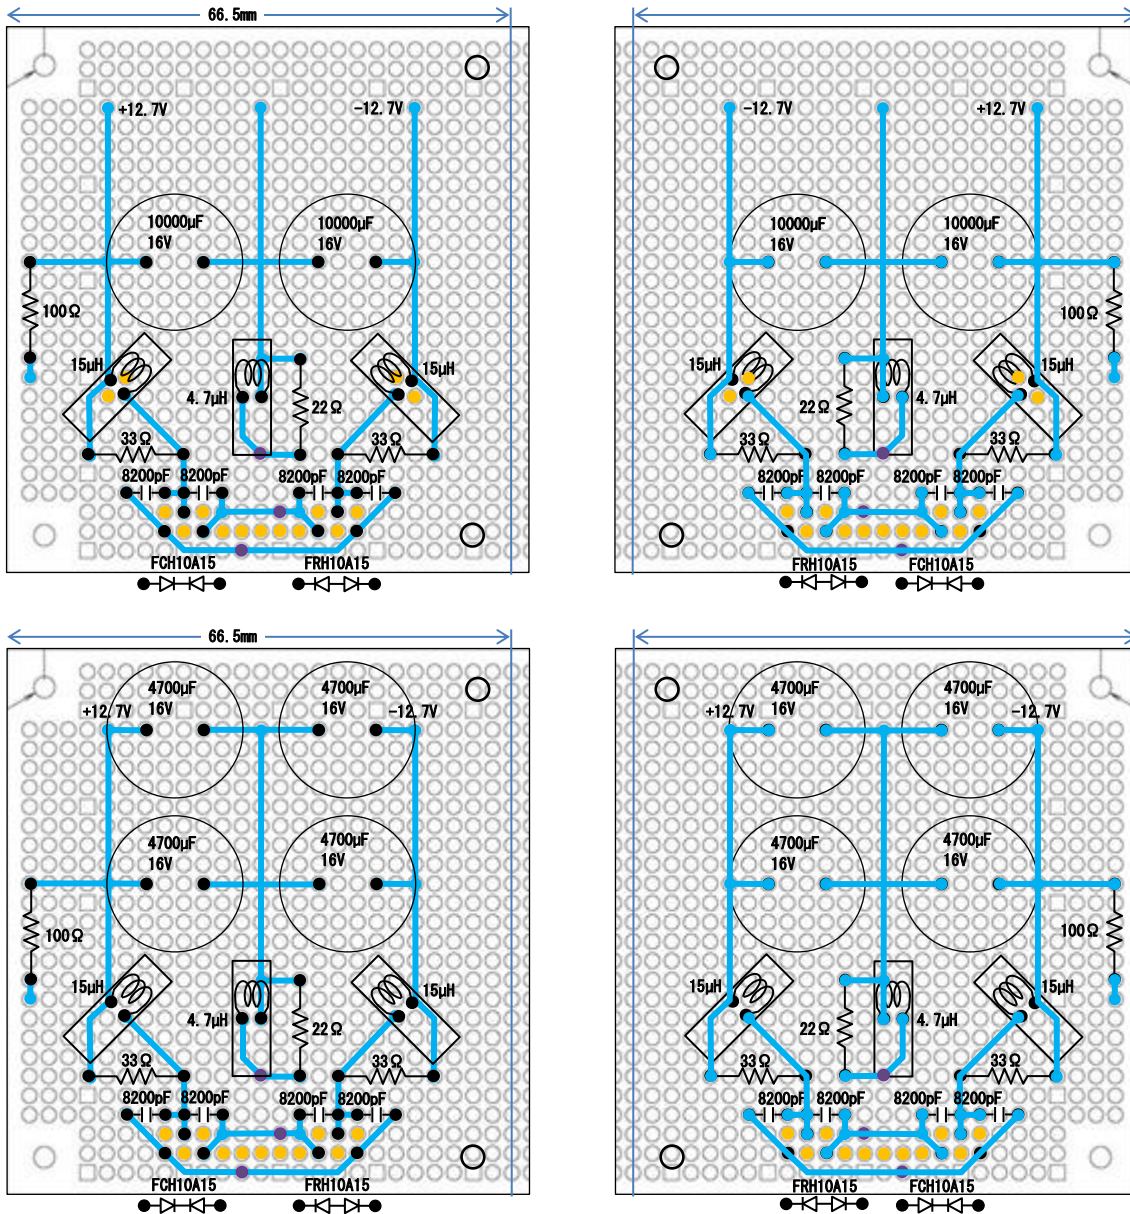 66.5mm
+12.7V
-12.7V
-12.7V
+12.7V
10000μF
16V
10000μF
16V
10000μF
16V
10000μF
16V
100Ω
100Ω
15μH
15μH
15μH
15μH
4.7μH
22Ω
22Ω
4.7μH
33Ω
33Ω
33Ω
33Ω
8200pF
8200pF
8200pF
8200pF
8200pF
8200pF
8200pF
8200pF
FCH10A15
FRH10A15
FRH10A15
FCH10A15
66.5mm
4700μF
16V
4700μF
16V
4700μF
16V
4700μF
16V
+12.7V
-12.7V
+12.7V
-12.7V
4700μF
16V
4700μF
16V
4700μF
16V
4700μF
16V
100Ω
100Ω
15μH
15μH
15μH
15μH
4.7μH
22Ω
22Ω
4.7μH
33Ω
33Ω
33Ω
33Ω
8200pF
8200pF
8200pF
8200pF
8200pF
8200pF
8200pF
8200pF
FCH10A15
FRH10A15
FRH10A15
FCH10A15